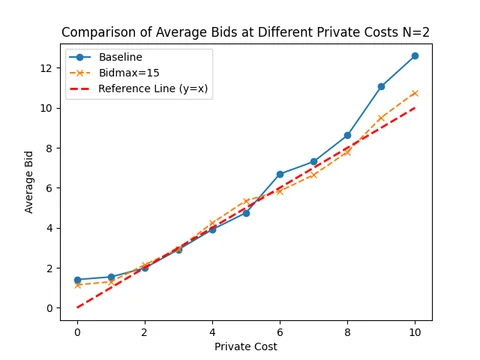 Comparison of Average Bids at Different Private Costs N=2
Baseline
Bidmax=15
Reference Line (y=x)
Average Bid
12
10
8
6
4
2
0
0 2 4 6 8 10
Private Cost